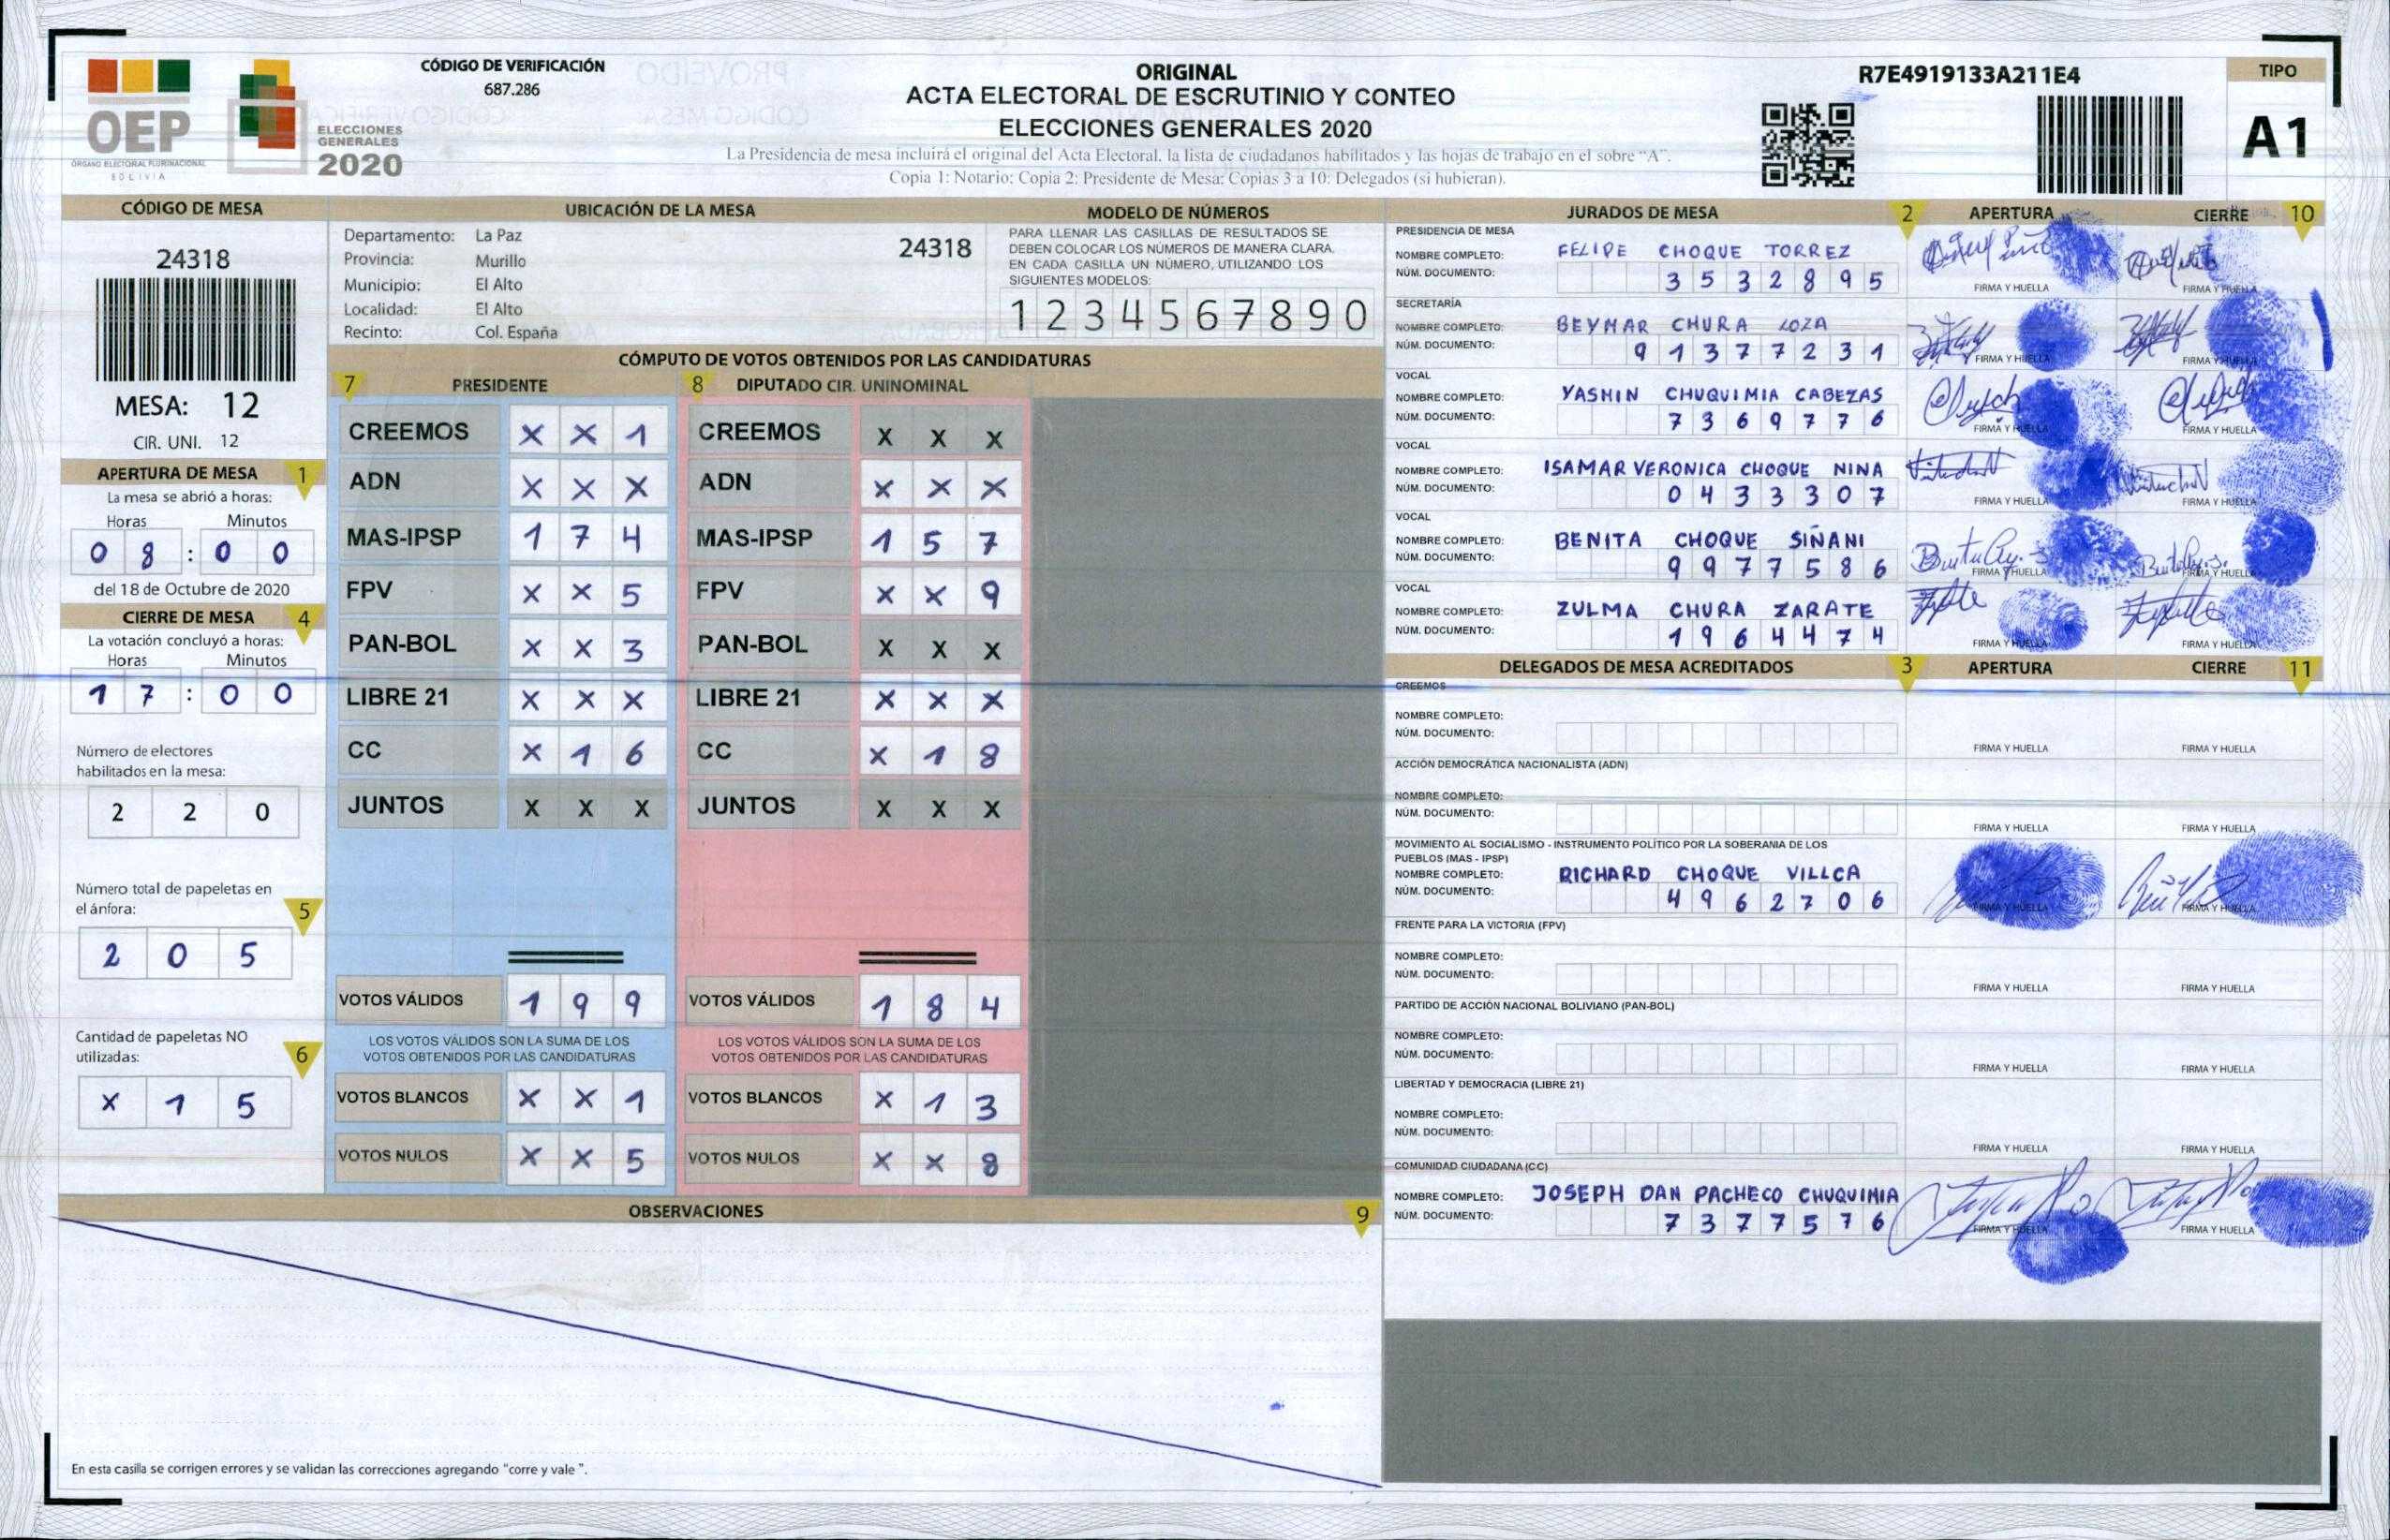 CÓDIGO DE VERIFICACIÓN
687.286
OEP
ÓRGANO ELECTORAL PLURINACIONAL
BOLIVIA
ELECCIONES
GENERALES
2020
ORIGINAL
ACTA ELECTORAL DE ESCRUTINIO Y CONTEO
ELECCIONES GENERALES 2020
La Presidencia de mesa incluirá el original del Acta Electoral, la lista de ciudadanos habilitados y las hojas de trabajo en el sobre "A".
Copia 1: Notario; Copia 2: Presidente de Mesa; Copias 3 a 10: Delegados (si hubieran).
R7E4919133A211E4
TIPO
A1
CÓDIGO DE MESA
24318
MESA: 12
CIR. UNI. 12
APERTURA DE MESA 1
La mesa se abrió a horas:
Horas Minutos
0 8 : 0 0
del 18 de Octubre de 2020
CIERRE DE MESA 4
La votación concluyó a horas:
Horas Minutos
1 7 : 0 0
Número de electores
habilitados en la mesa:
2 2 0
Número total de papeletas en
el ánfora: 5
2 0 5
Cantidad de papeletas NO
utilizadas: 6
X 1 5
UBICACIÓN DE LA MESA
Departamento: La Paz
Provincia: Murillo
Municipio: El Alto
Localidad: El Alto
Recinto: Col. España
24318
MODELO DE NÚMEROS
PARA LLENAR LAS CASILLAS DE RESULTADOS SE
DEBEN COLOCAR LOS NÚMEROS DE MANERA CLARA.
EN CADA CASILLA UN NÚMERO, UTILIZANDO LOS
SIGUIENTES MODELOS:
1 2 3 4 5 6 7 8 9 0
CÓMPUTO DE VOTOS OBTENIDOS POR LAS CANDIDATURAS
7 PRESIDENTE 8 DIPUTADO CIR. UNINOMINAL
CREEMOS X X 1 CREEMOS X X X
ADN X X X ADN X X X
MAS-IPSP 1 7 4 MAS-IPSP 1 5 7
FPV X X 5 FPV X X 9
PAN-BOL X X 3 PAN-BOL X X X
LIBRE 21 X X X LIBRE 21 X X X
CC X 1 6 CC X 1 8
JUNTOS X X X JUNTOS X X X
VOTOS VÁLIDOS 1 9 9 VOTOS VÁLIDOS 1 8 4
LOS VOTOS VÁLIDOS SON LA SUMA DE LOS LOS VOTOS VÁLIDOS SON LA SUMA DE LOS
VOTOS OBTENIDOS POR LAS CANDIDATURAS VOTOS OBTENIDOS POR LAS CANDIDATURAS
VOTOS BLANCOS X X 1 VOTOS BLANCOS X 1 3
VOTOS NULOS X X 5 VOTOS NULOS X X 8
OBSERVACIONES 9
En esta casilla se corrigen errores y se validan las correcciones agregando "corre y vale ".
JURADOS DE MESA 2 APERTURA CIERRE 10
PRESIDENCIA DE MESA
NOMBRE COMPLETO: FELIPE CHOQUE TORREZ
NÚM. DOCUMENTO: 3 5 3 2 8 9 5
FIRMA Y HUELLA FIRMA Y HUELLA
SECRETARÍA
NOMBRE COMPLETO: BEYMAR CHURA LOZA
NÚM. DOCUMENTO: 9 1 3 7 7 2 3 1
FIRMA Y HUELLA FIRMA Y HUELLA
VOCAL
NOMBRE COMPLETO: YASMIN CHUQUIMIA CABEZAS
NÚM. DOCUMENTO: 7 3 6 9 7 7 6
FIRMA Y HUELLA FIRMA Y HUELLA
VOCAL
NOMBRE COMPLETO: ISAMAR VERONICA CHOQUE NINA
NÚM. DOCUMENTO: 0 4 3 3 3 0 7
FIRMA Y HUELLA FIRMA Y HUELLA
VOCAL
NOMBRE COMPLETO: BENITA CHOQUE SIÑANI
NÚM. DOCUMENTO: 9 9 7 7 5 8 6
FIRMA Y HUELLA FIRMA Y HUELLA
VOCAL
NOMBRE COMPLETO: ZULMA CHURA ZARATE
NÚM. DOCUMENTO: 1 9 6 4 4 7 4
FIRMA Y HUELLA FIRMA Y HUELLA
DELEGADOS DE MESA ACREDITADOS 3 APERTURA CIERRE 11
CREEMOS
NOMBRE COMPLETO:
NÚM. DOCUMENTO:
FIRMA Y HUELLA FIRMA Y HUELLA
ACCIÓN DEMOCRÁTICA NACIONALISTA (ADN)
NOMBRE COMPLETO:
NÚM. DOCUMENTO:
FIRMA Y HUELLA FIRMA Y HUELLA
MOVIMIENTO AL SOCIALISMO - INSTRUMENTO POLÍTICO POR LA SOBERANIA DE LOS
PUEBLOS (MAS - IPSP)
NOMBRE COMPLETO: RICHARD CHOQUE VILLCA
NÚM. DOCUMENTO: 4 9 6 2 7 0 6
FIRMA Y HUELLA FIRMA Y HUELLA
FRENTE PARA LA VICTORIA (FPV)
NOMBRE COMPLETO:
NÚM. DOCUMENTO:
FIRMA Y HUELLA FIRMA Y HUELLA
PARTIDO DE ACCIÓN NACIONAL BOLIVIANO (PAN-BOL)
NOMBRE COMPLETO:
NÚM. DOCUMENTO:
FIRMA Y HUELLA FIRMA Y HUELLA
LIBERTAD Y DEMOCRACIA (LIBRE 21)
NOMBRE COMPLETO:
NÚM. DOCUMENTO:
FIRMA Y HUELLA FIRMA Y HUELLA
COMUNIDAD CIUDADANA (CC)
NOMBRE COMPLETO: JOSEPH DAN PACHECO CHUQUIMIA
NÚM. DOCUMENTO: 7 3 7 7 5 7 6
FIRMA Y HUELLA FIRMA Y HUELLA